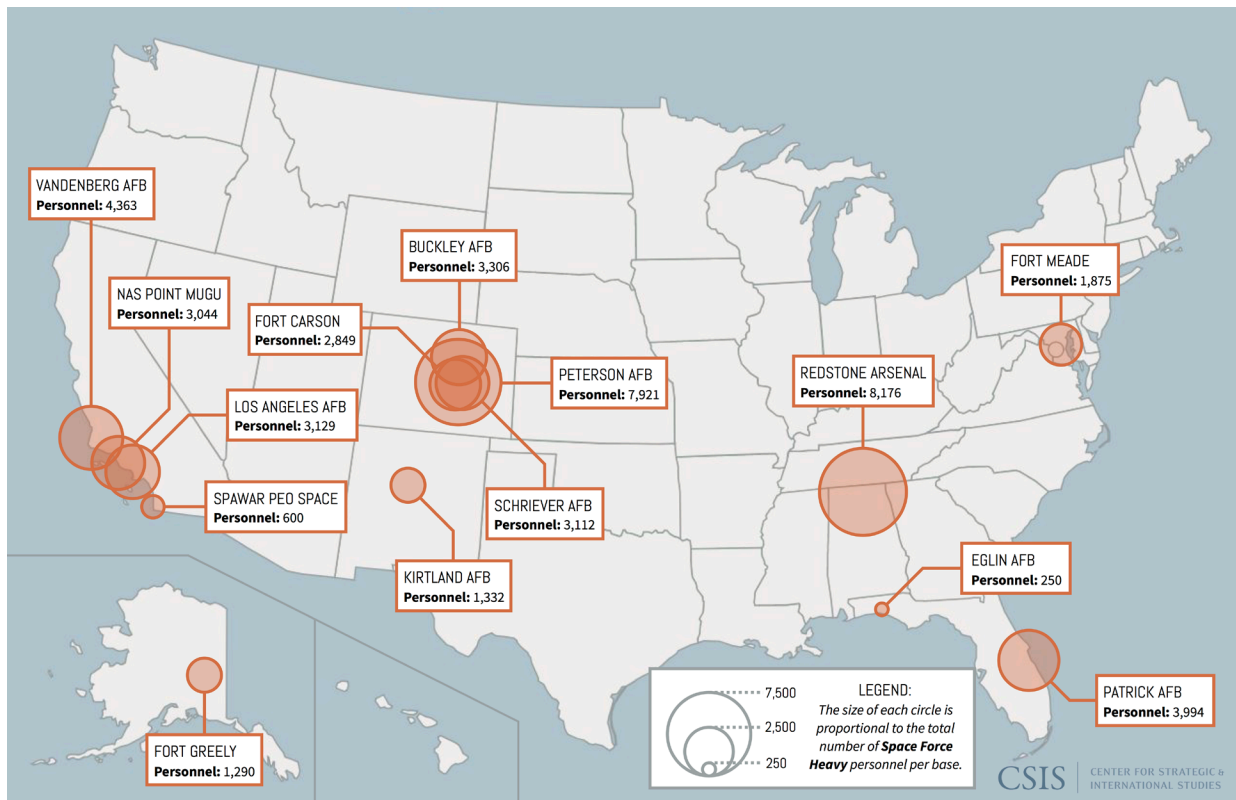 VANDENBERG AFB
Personnel: 4,363
BUCKLEY AFB
Personnel: 3,306
FORT MEADE
Personnel: 1,875
NAS POINT MUGU
Personnel: 3,044
FORT CARSON
Personnel: 2,849
PETERSON AFB
Personnel: 7,921
REDSTONE ARSENAL
Personnel: 8,176
LOS ANGELES AFB
Personnel: 3,129
SPAWAR PEO SPACE
Personnel: 600
SCHRIEVER AFB
Personnel: 3,112
KIRTLAND AFB
Personnel: 1,332
EGLIN AFB
Personnel: 250
PATRICK AFB
Personnel: 3,994
FORT GREELY
Personnel: 1,290
7,500
2,500
250
LEGEND:
The size of each circle is
proportional to the total
number of Space Force
Heavy personnel per base.
CSIS
CENTER FOR STRATEGIC &
INTERNATIONAL STUDIES